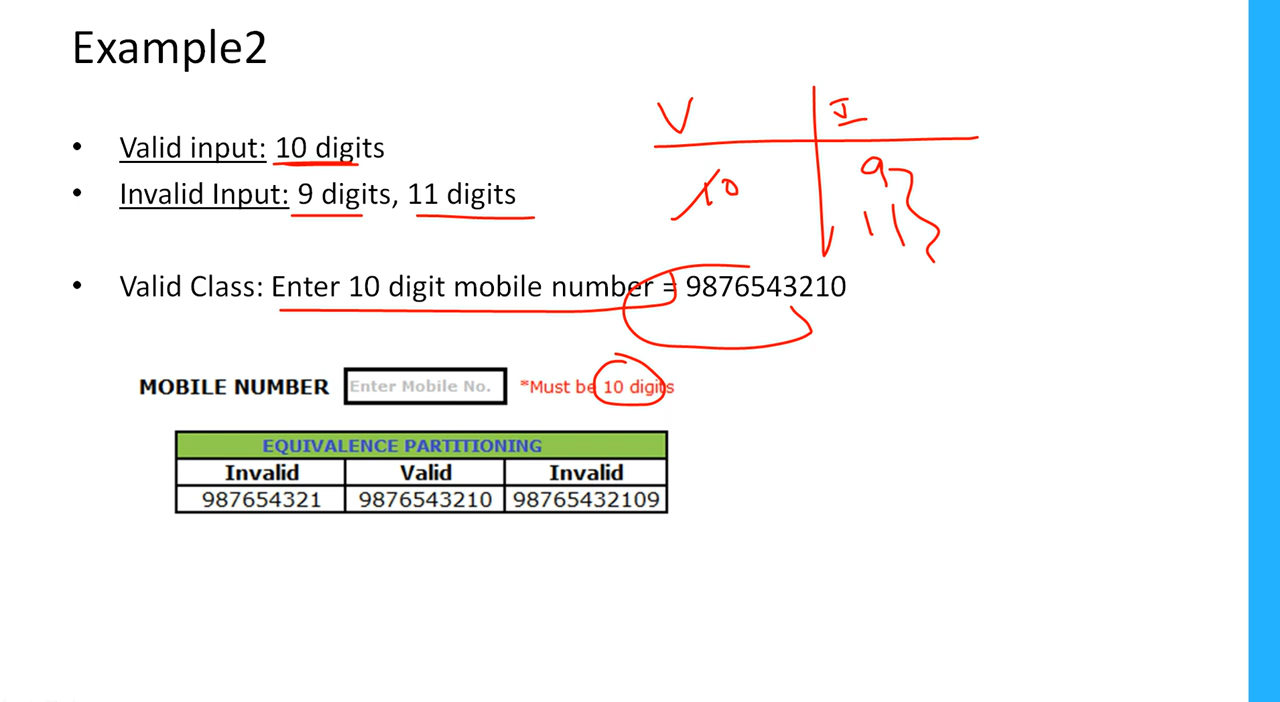 Example2
V I
• Valid input: 10 digits
10 9
• Invalid Input: 9 digits, 11 digits
11
• Valid Class: Enter 10 digit mobile number = 9876543210
MOBILE NUMBER Enter Mobile No. *Must be 10 digits
EQUIVALENCE PARTITIONING
Invalid Valid Invalid
987654321 9876543210 98765432109